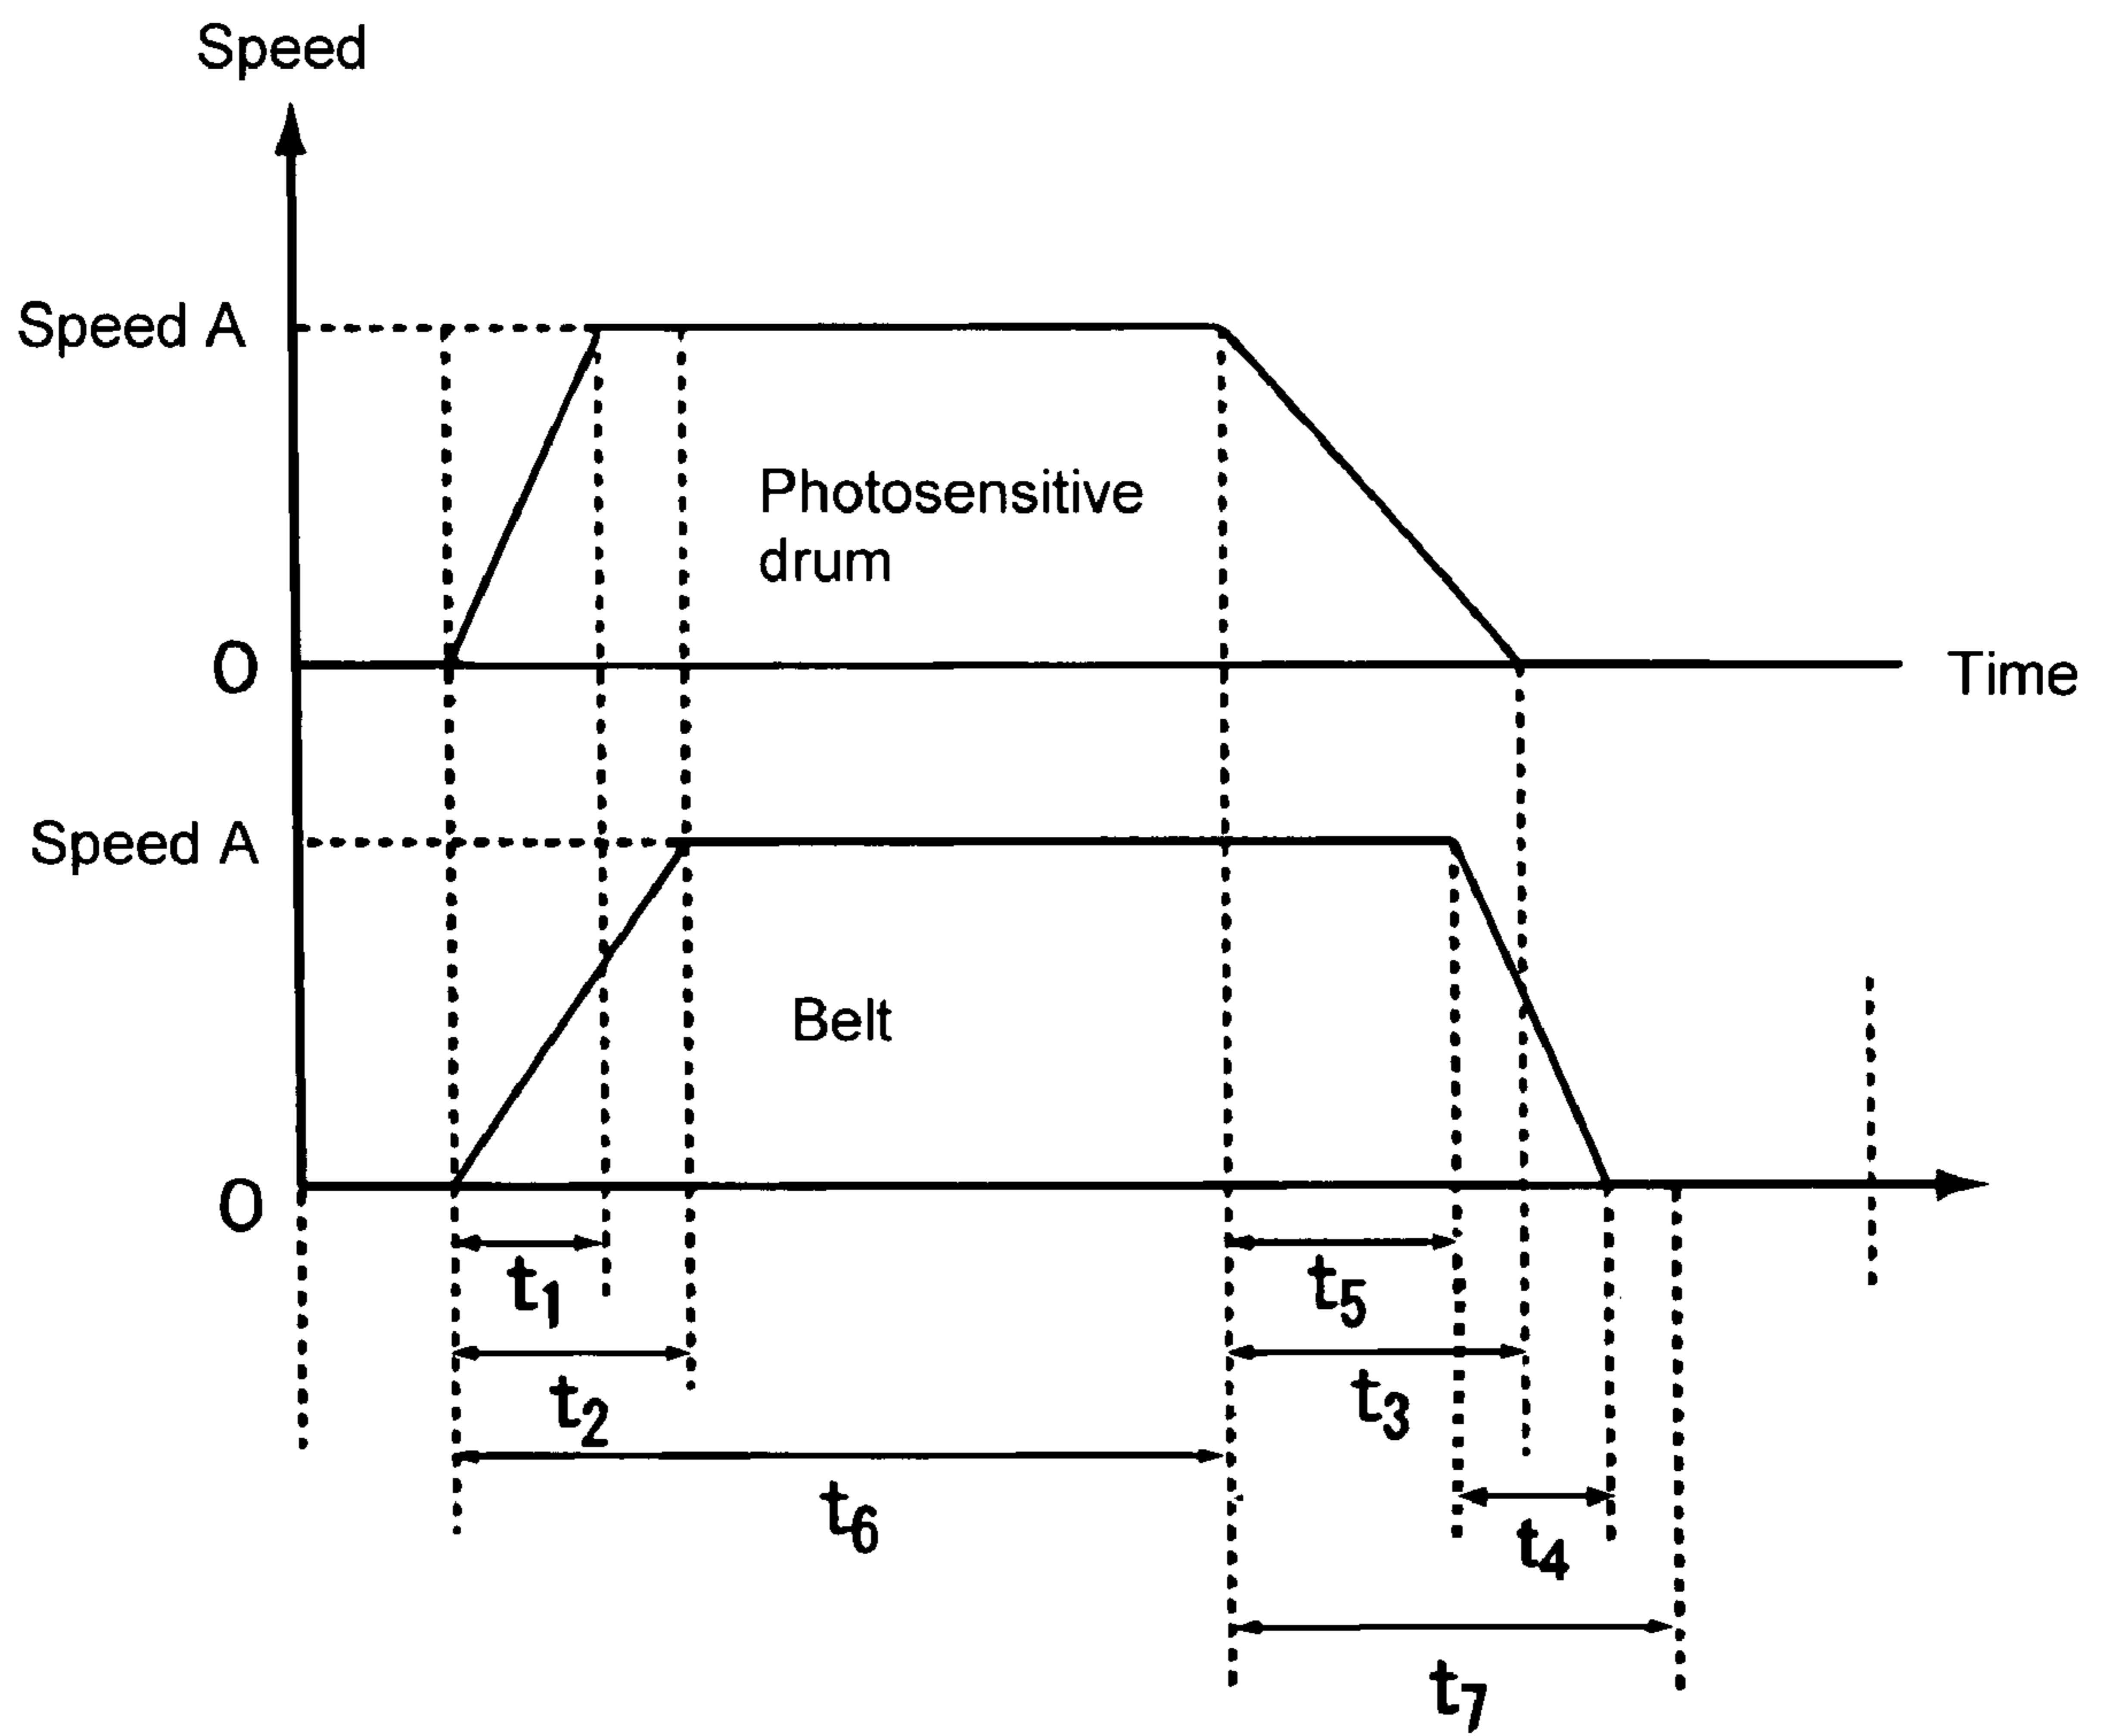 Speed
Speed A
Photosensitive
drum
O
Time
Speed A
Belt
O
t1
t5
t2
t3
t6
t4
t7